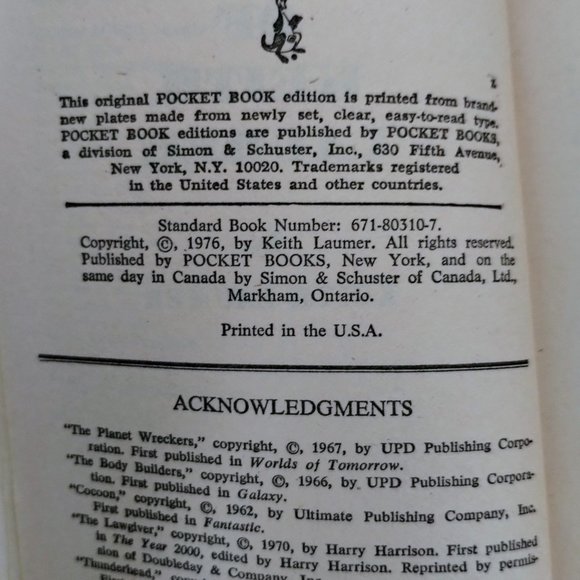 This original POCKET BOOK edition is printed from brand-
new plates made from newly set, clear, easy-to-read type.
POCKET BOOK editions are published by POCKET BOOKS,
a division of Simon & Schuster, Inc., 630 Fifth Avenue,
New York, N.Y. 10020. Trademarks registered
in the United States and other countries.
Standard Book Number: 671-80310-7.
Copyright, ©, 1976, by Keith Laumer. All rights reserved.
Published by POCKET BOOKS, New York, and on the
same day in Canada by Simon & Schuster of Canada, Ltd.,
Markham, Ontario.
Printed in the U.S.A.
ACKNOWLEDGMENTS
"The Planet Wreckers," copyright, ©, 1967, by UPD Publishing Corpo-
ration. First published in Worlds of Tomorrow.
"The Body Builders," copyright, ©, 1966, by UPD Publishing Corpora-
tion. First published in Galaxy.
"Cocoon," copyright, ©, 1962, by Ultimate Publishing Company, Inc.
First published in Fantastic.
"The Lawgiver," copyright, ©, 1970, by Harry Harrison. First published
in The Year 2000, edited by Harry Harrison. Reprinted by permis-
sion of Doubleday & Company, Inc.
"Thunderhead,"